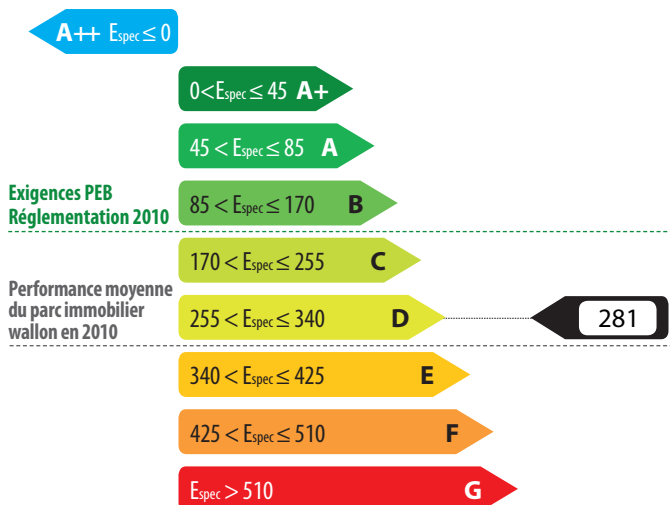 A++ Espec ≤ 0
0<Espec ≤ 45 A+
45 < Espec ≤ 85 A
Exigences PEB
Réglementation 2010
85 < Espec ≤ 170 B
170 < Espec ≤ 255 C
Performance moyenne
du parc immobilier
wallon en 2010
255 < Espec ≤ 340 D
281
340 < Espec ≤ 425 E
425 < Espec ≤ 510 F
Espec > 510 G